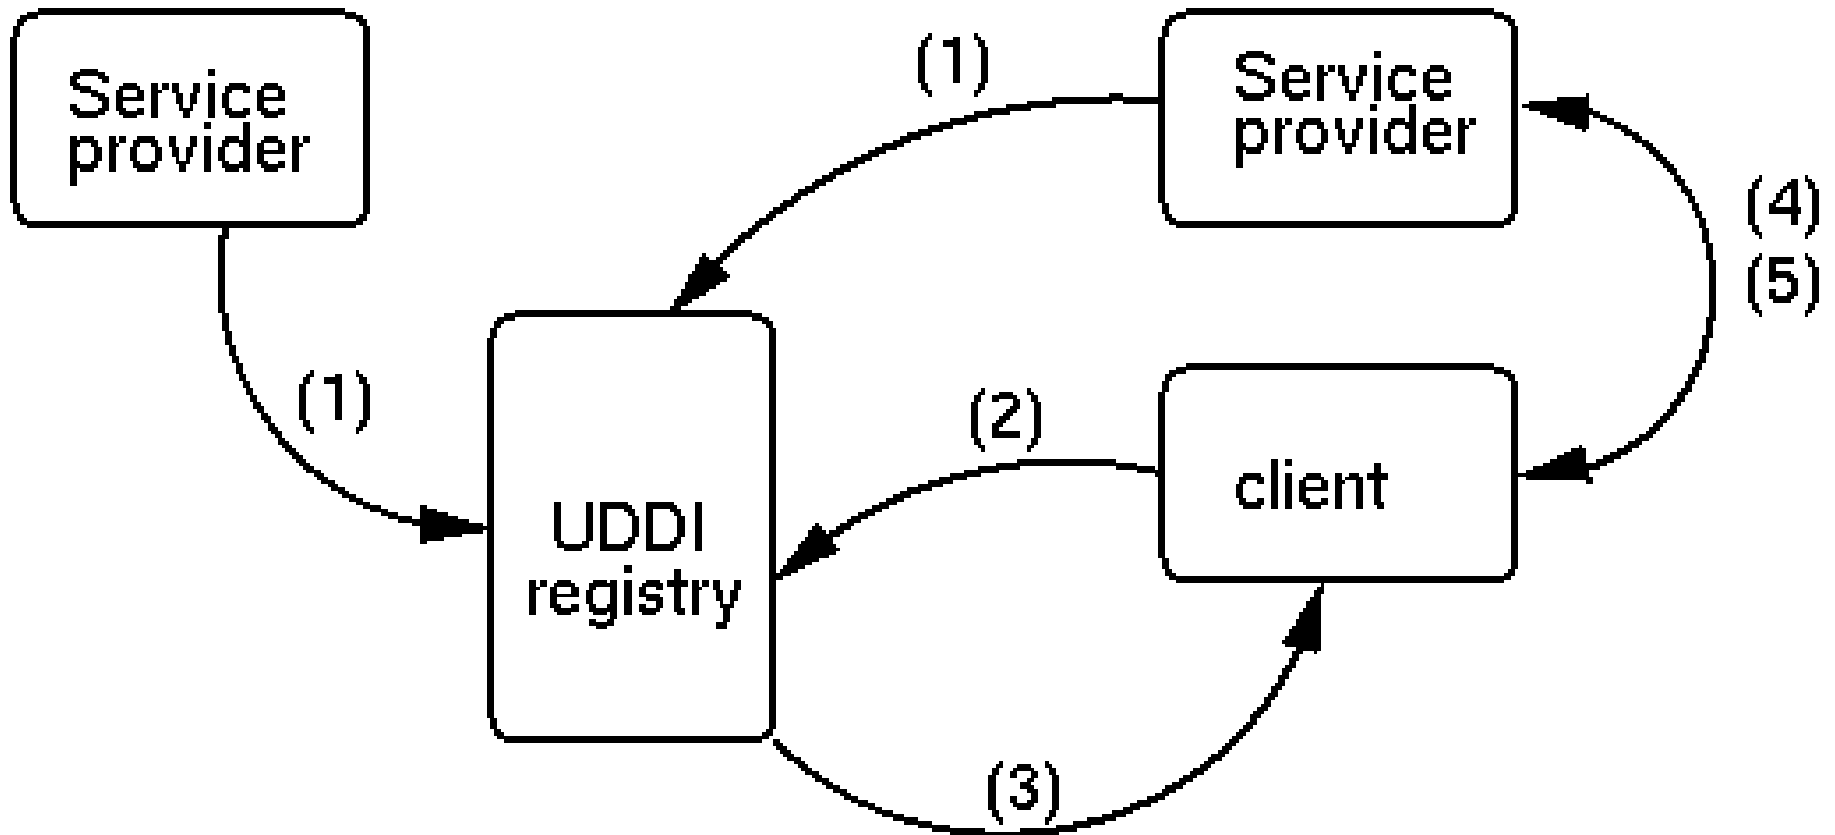 Service
provider
(1)
Service
provider
(4)
(5)
(1)
(2)
client
UDDI
registry
(3)